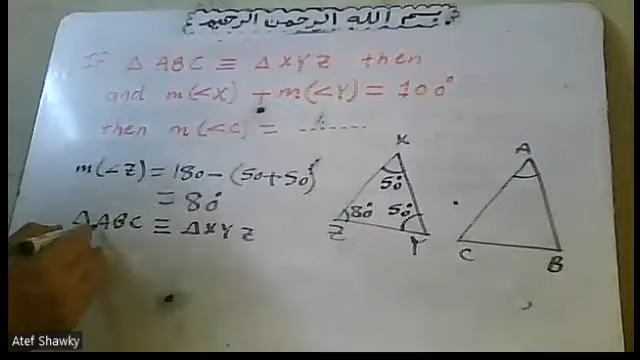 بسم الله الرحمن الرحيم
If Δ ABC ≡ Δ XYZ then
and m(<X) + m(<Y) = 100°
then m(<C) = ............
m(<Z) = 180 - (50+50)
= 80°
Δ ABC ≡ Δ XYZ
X
50°
80°
50°
Z
Y
A
C
B
Atef Shawky